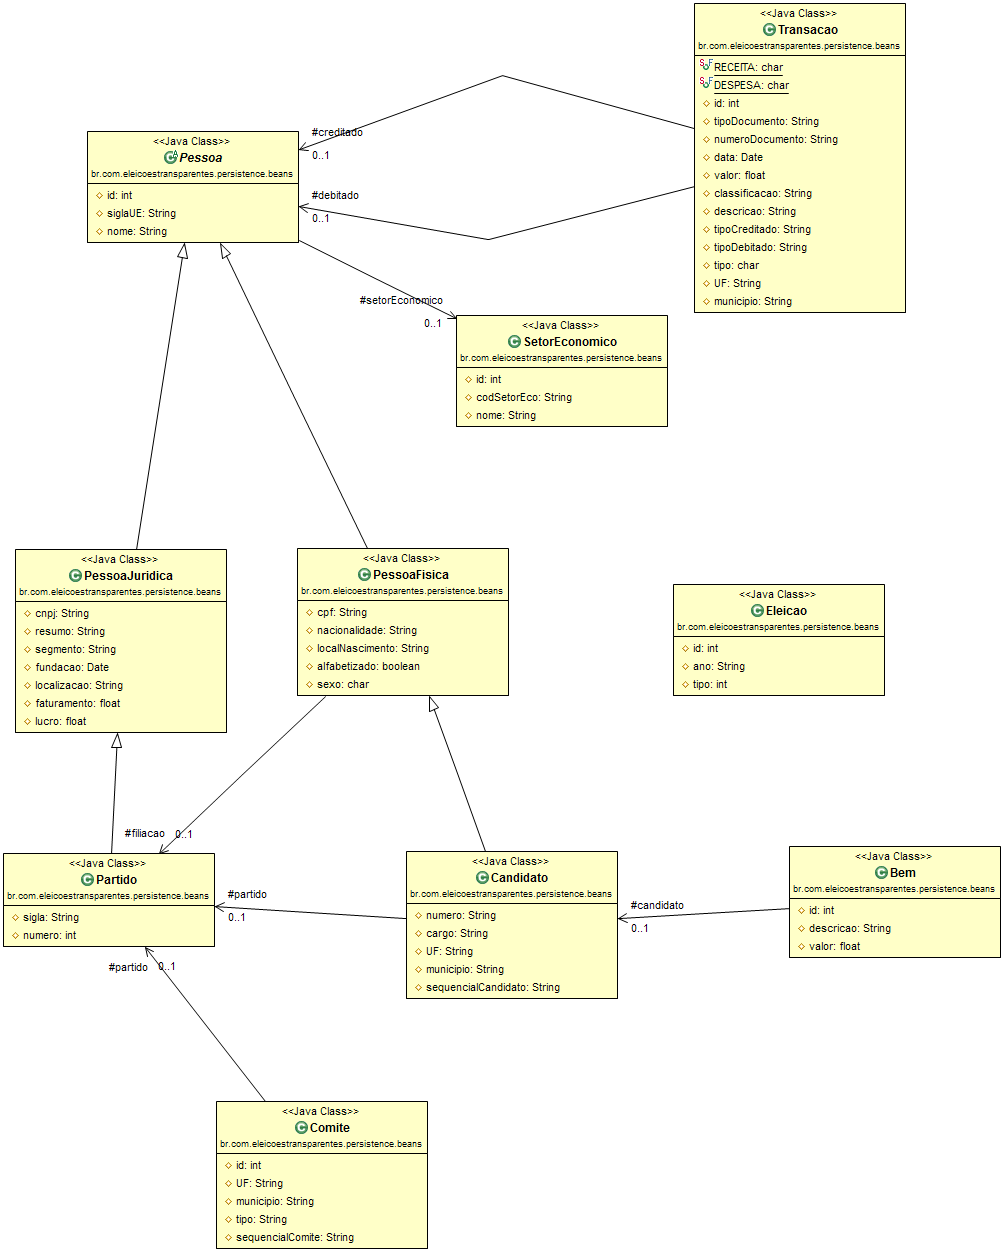 <<Java Class>>
Transacao
br.com.eleicoestransparentes.persistence.beans
RECEITA: char
DESPESA: char
id: int
tipoDocumento: String
numeroDocumento: String
data: Date
valor: float
classificacao: String
descricao: String
tipoCreditado: String
tipoDebitado: String
tipo: char
UF: String
municipio: String
#creditado
0..1
#debitado
0..1
<<Java Class>>
Pessoa
br.com.eleicoestransparentes.persistence.beans
id: int
siglaUE: String
nome: String
#setorEconomico
0..1
<<Java Class>>
SetorEconomico
br.com.eleicoestransparentes.persistence.beans
id: int
codSetorEco: String
nome: String
<<Java Class>>
PessoaJuridica
br.com.eleicoestransparentes.persistence.beans
cnpj: String
resumo: String
segmento: String
fundacao: Date
localizacao: String
faturamento: float
lucro: float
<<Java Class>>
PessoaFisica
br.com.eleicoestransparentes.persistence.beans
cpf: String
nacionalidade: String
localNascimento: String
alfabetizado: boolean
sexo: char
<<Java Class>>
Eleicao
br.com.eleicoestransparentes.persistence.beans
id: int
ano: String
tipo: int
#filiacao
0..1
<<Java Class>>
Partido
br.com.eleicoestransparentes.persistence.beans
sigla: String
numero: int
#partido
0..1
<<Java Class>>
Candidato
br.com.eleicoestransparentes.persistence.beans
numero: String
cargo: String
UF: String
municipio: String
sequencialCandidato: String
#candidato
0..1
<<Java Class>>
Bem
br.com.eleicoestransparentes.persistence.beans
id: int
descricao: String
valor: float
#partido
0..1
<<Java Class>>
Comite
br.com.eleicoestransparentes.persistence.beans
id: int
UF: String
municipio: String
tipo: String
sequencialComite: String